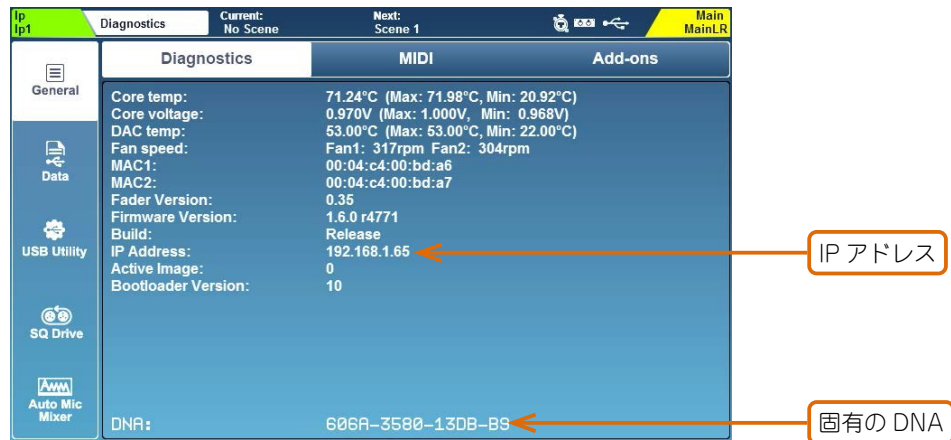 Ip
Ip1
Diagnostics
Current:
No Scene
Next:
Scene 1
Main
MainLR
General
Data
USB Utility
SQ Drive
Auto Mic
Mixer
Diagnostics
MIDI
Add-ons
Core temp: 71.24°C (Max: 71.98°C, Min: 20.92°C)
Core voltage: 0.970V (Max: 1.000V, Min: 0.968V)
DAC temp: 53.00°C (Max: 53.00°C, Min: 22.00°C)
Fan speed: Fan1: 317rpm Fan2: 304rpm
MAC1: 00:04:c4:00:bd:a6
MAC2: 00:04:c4:00:bd:a7
Fader Version: 0.35
Firmware Version: 1.6.0 r4771
Build: Release
IP Address: 192.168.1.65
Active Image: 0
Bootloader Version: 10
DNA: 606A-3580-13DB-B9
IP アドレス
固有の DNA